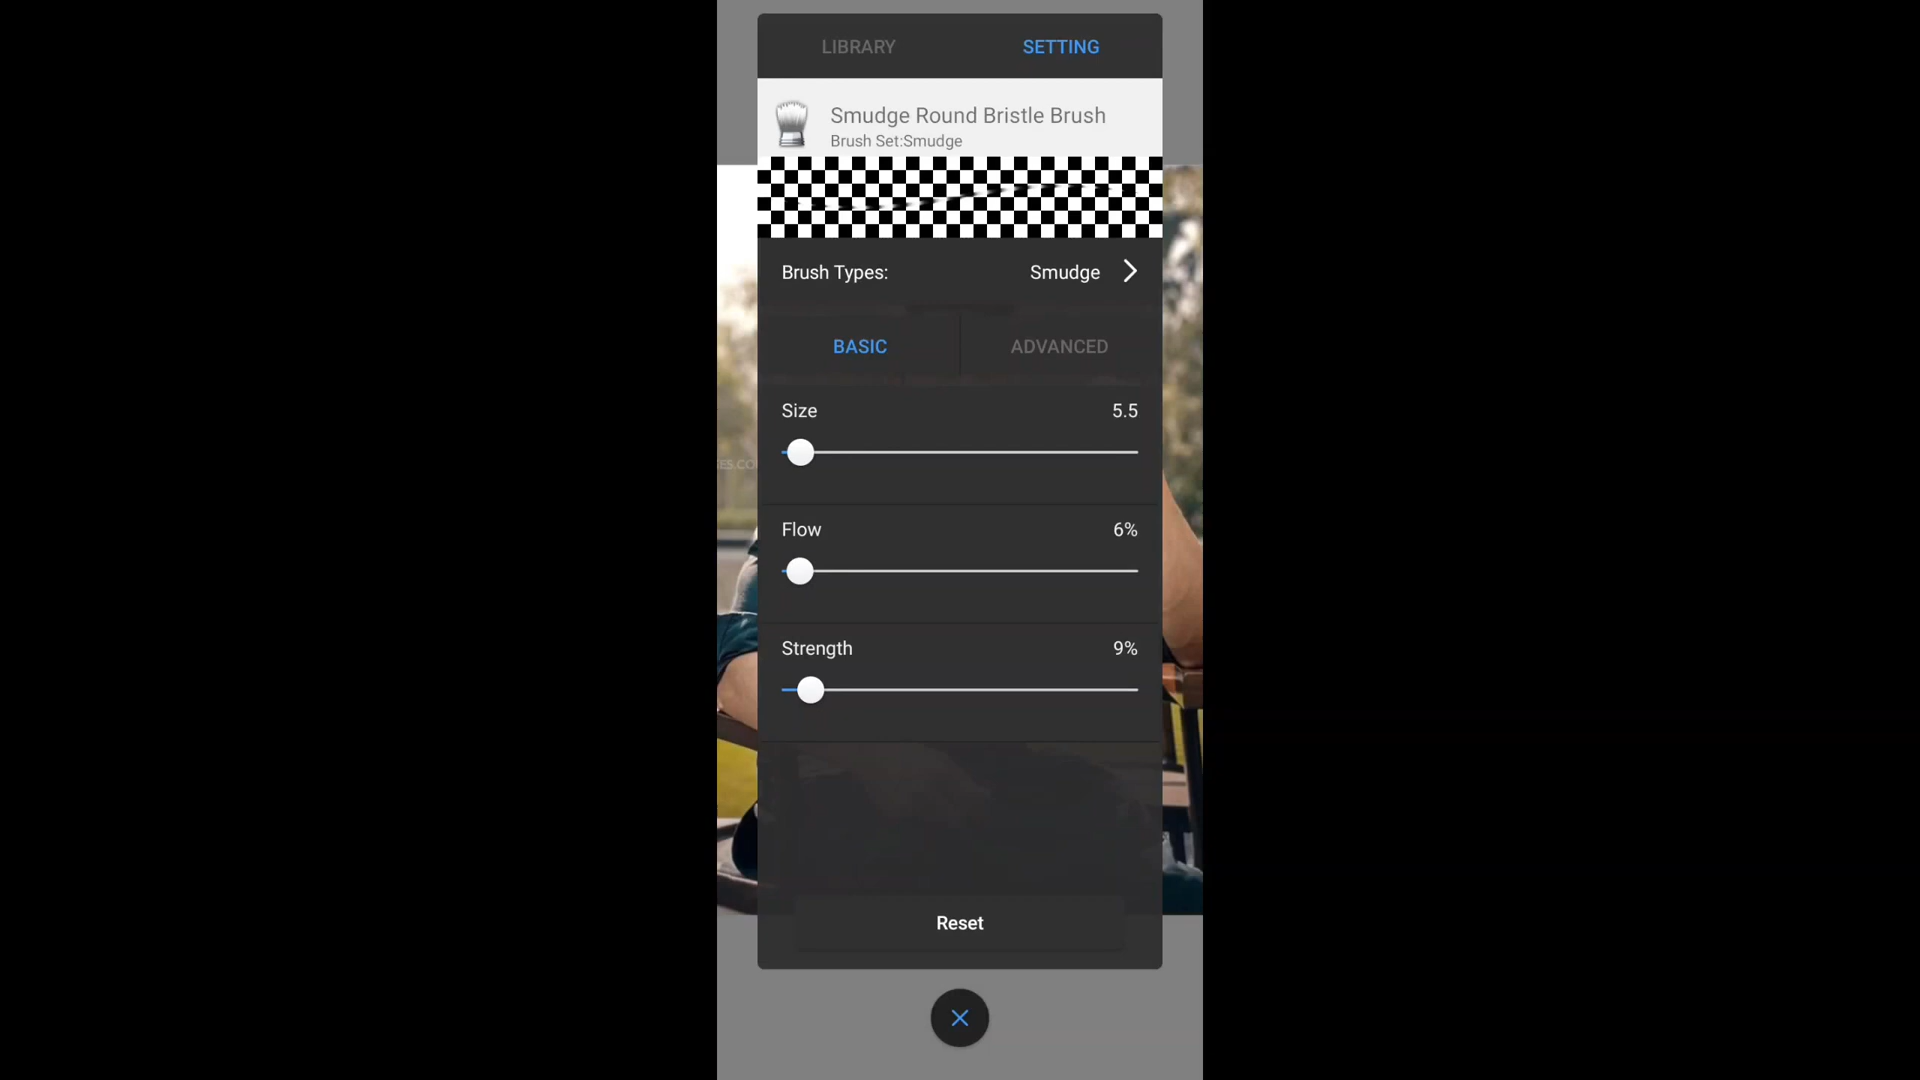 LIBRARY
SETTING
Smudge Round Bristle Brush
Brush Set:Smudge
Brush Types:
Smudge
BASIC
ADVANCED
Size
5.5
Flow
6%
Strength
9%
Reset